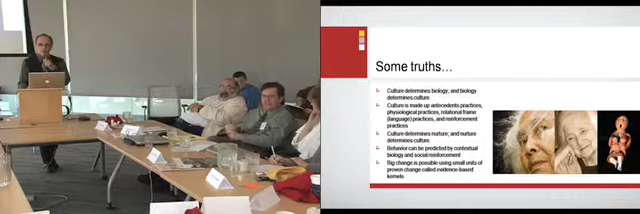 Some truths...
Culture determines biology; and biology
determines culture
Culture is made up antecedents practices,
physiological practices, relational frame
(language) practices, and reinforcement
practices
Culture determines nurture; and nurture
determines culture
Behavior can be predicted by contextual
biology and social reinforcement
Big change is possible using small units of
proven change called evidence-based
kernels